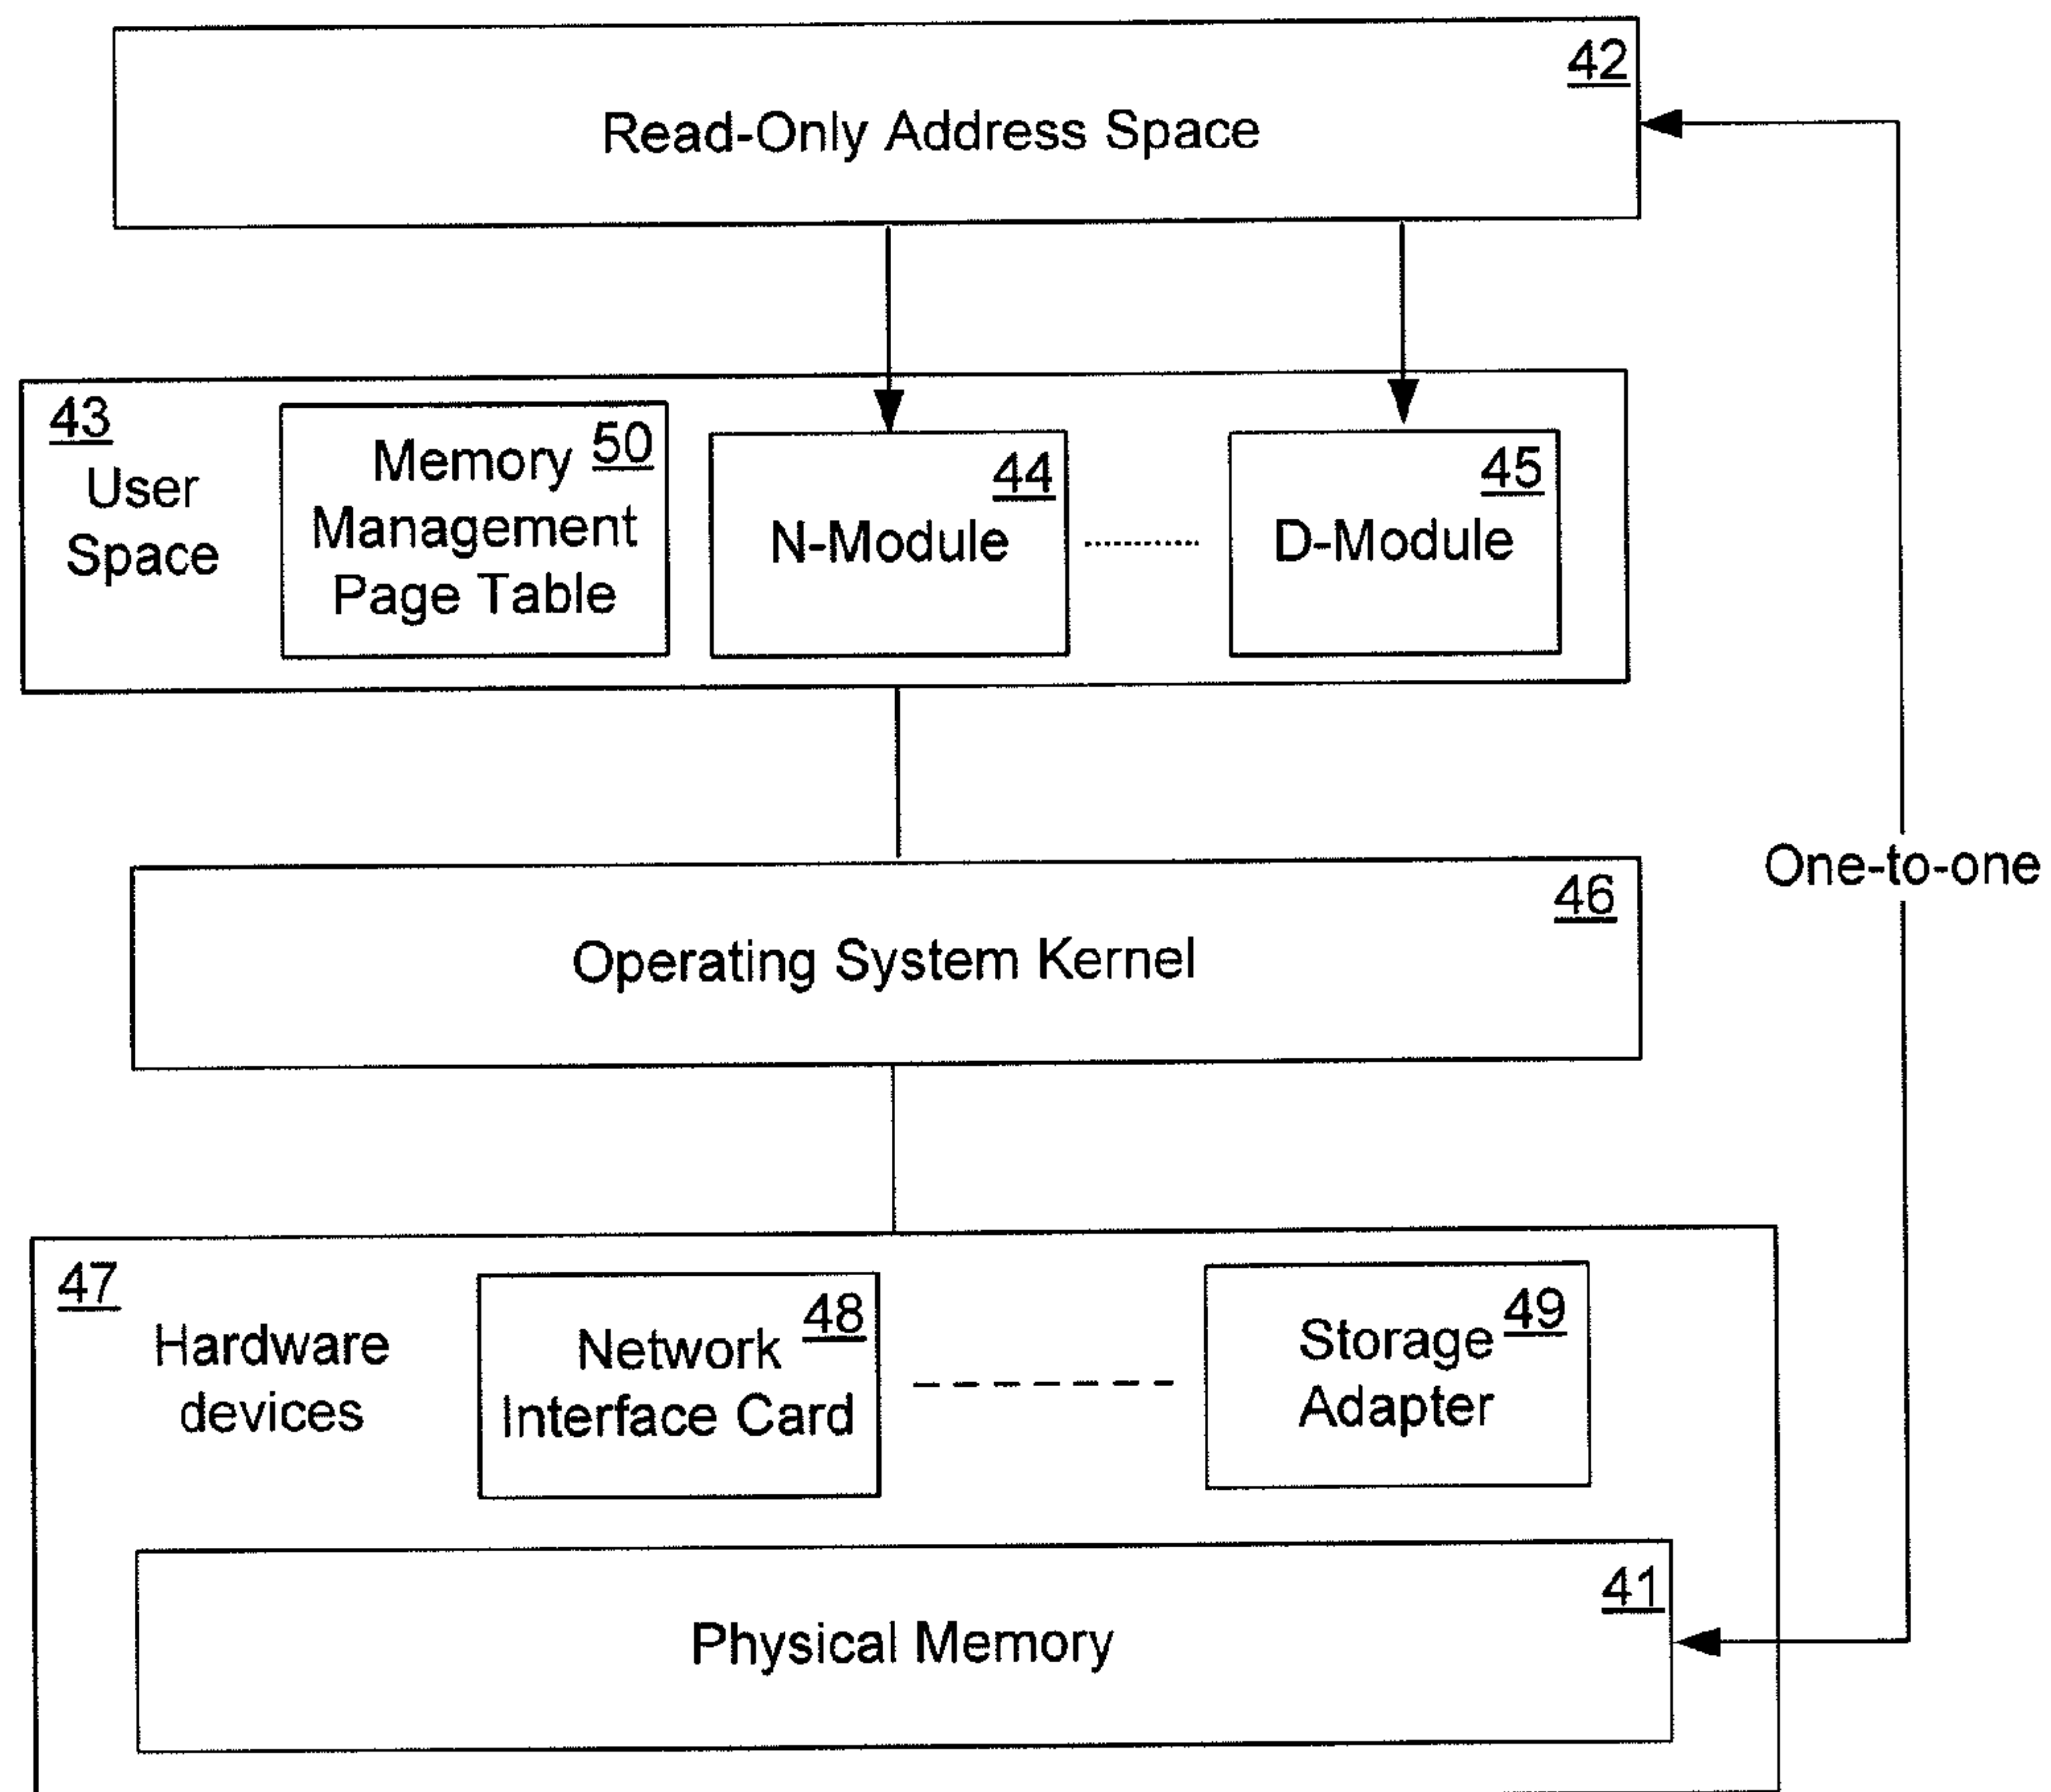 42
Read-Only Address Space
43
User
Space
50
Memory
Management
Page Table
44
N-Module
45
D-Module
46
Operating System Kernel
One-to-one
47
Hardware
devices
48
Network
Interface Card
49
Storage
Adapter
41
Physical Memory